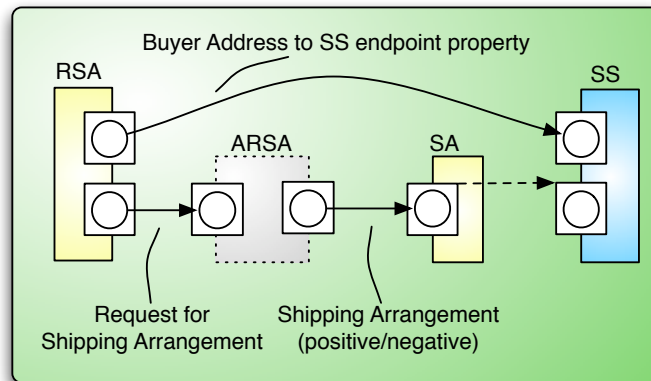 Buyer Address to SS endpoint property
RSA
SS
ARSA
SA
Request for
Shipping Arrangement
Shipping Arrangement
(positive/negative)